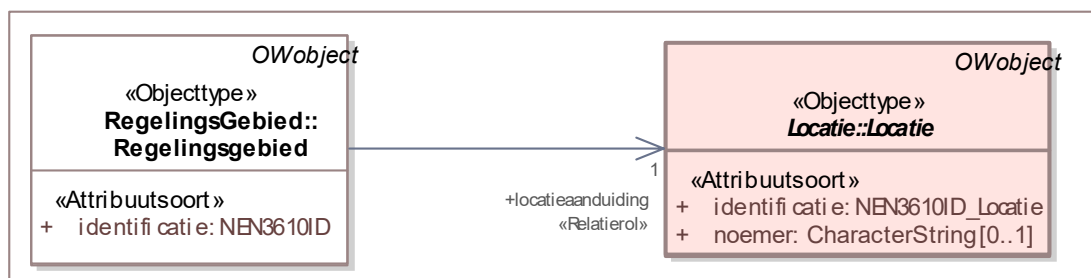 OWobject
«Objecttype»
RegelingsGebied::
Regelingsgebied
«Attribuutsoort»
+ identificatie: NEN3610ID
1
+locatieaanduiding
«Relatierol»
OWobject
«Objecttype»
Locatie::Locatie
«Attribuutsoort»
+ identificatie: NEN3610ID_Locatie
+ noemer: CharacterString[0..1]